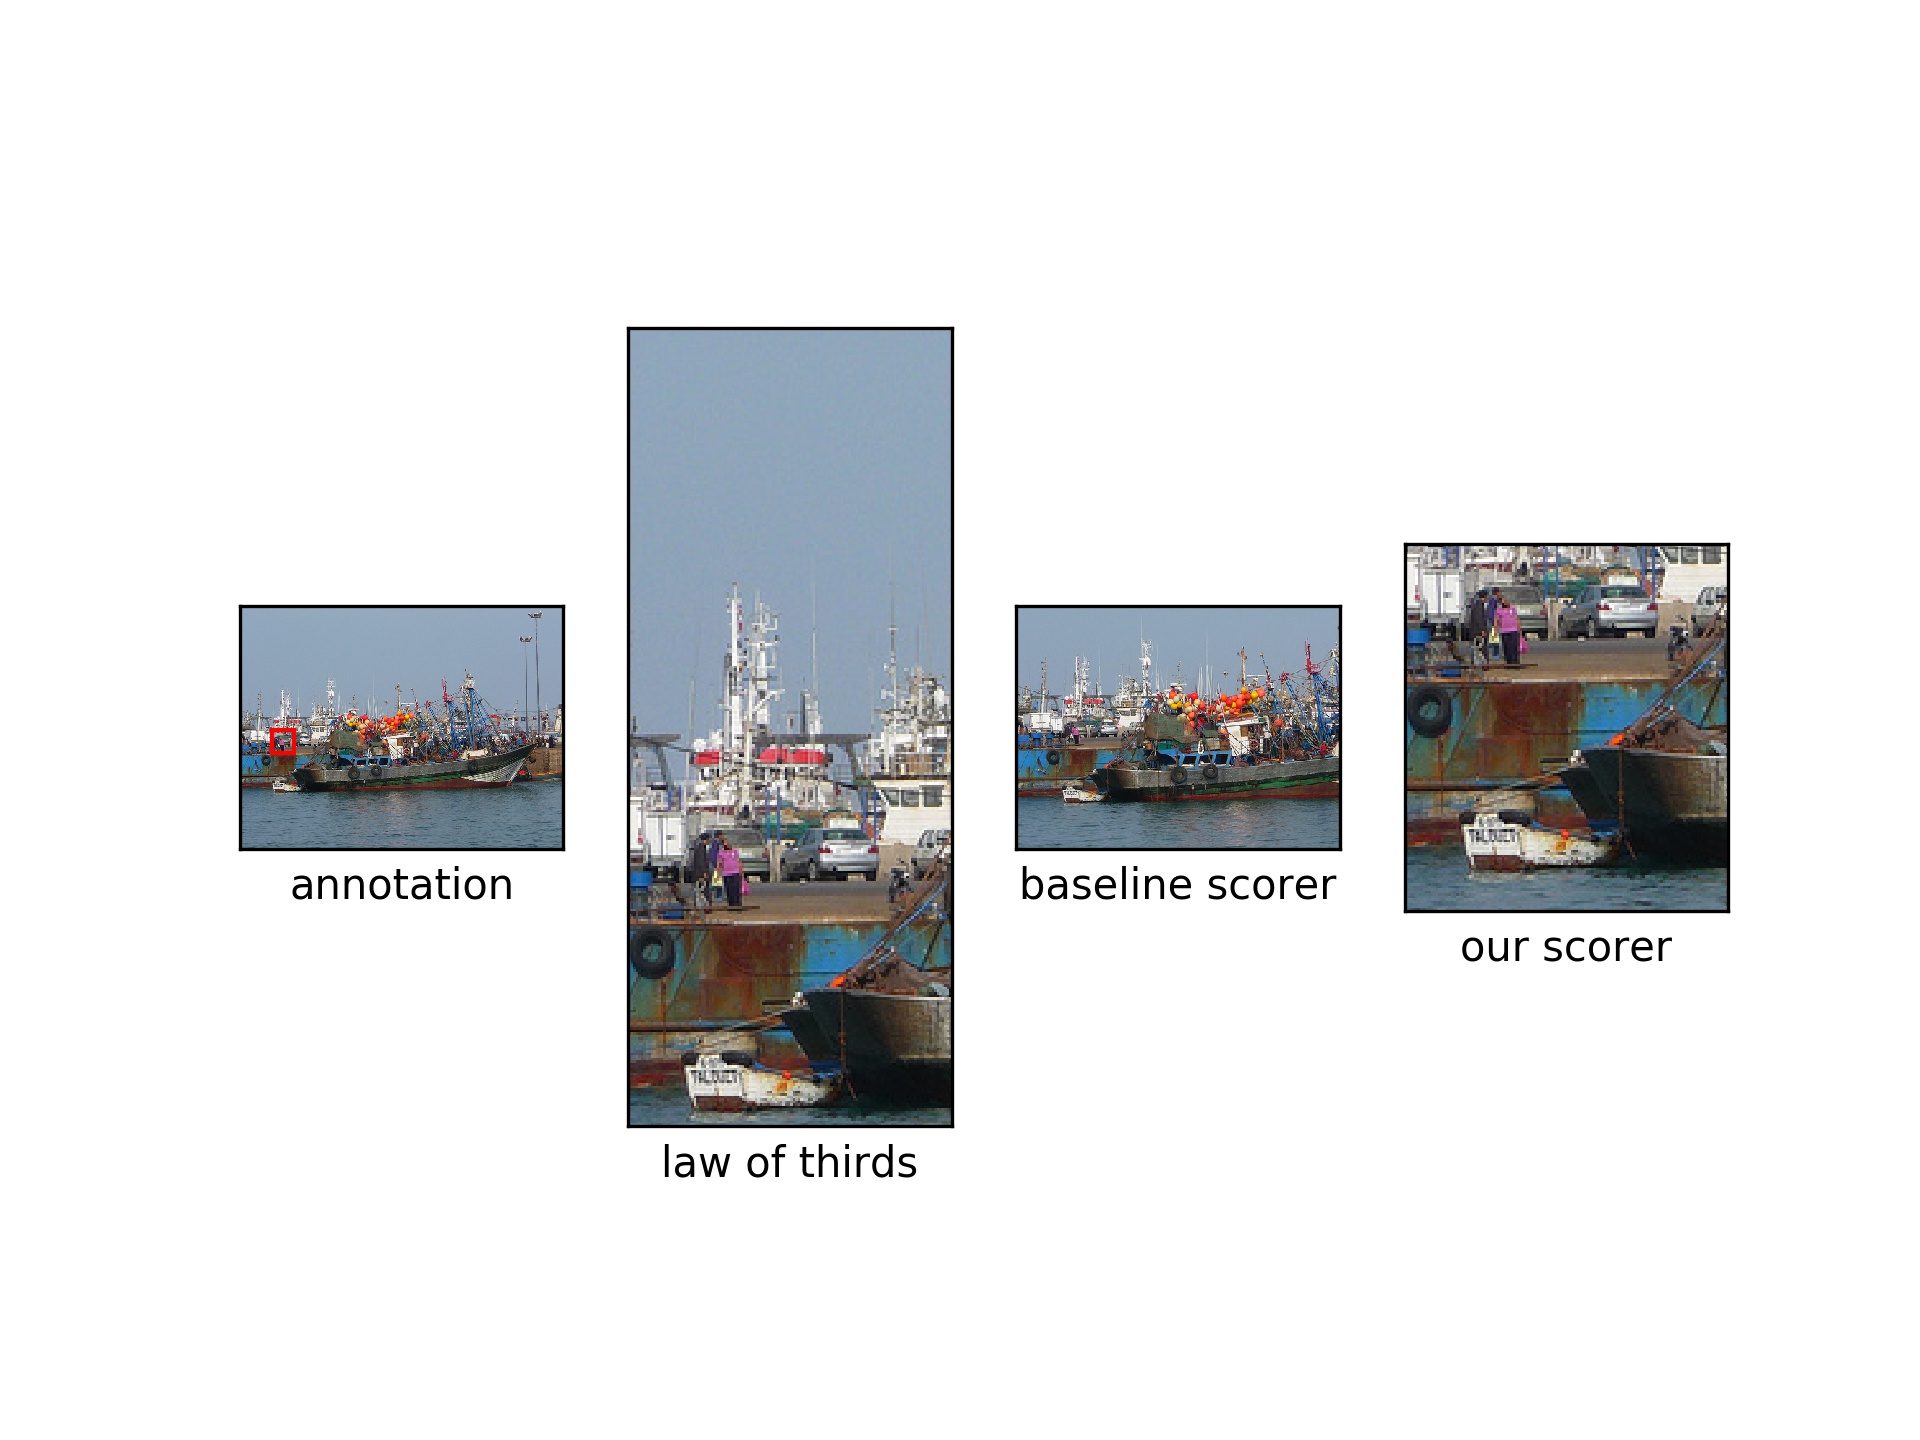 annotation
law of thirds
baseline scorer
our scorer